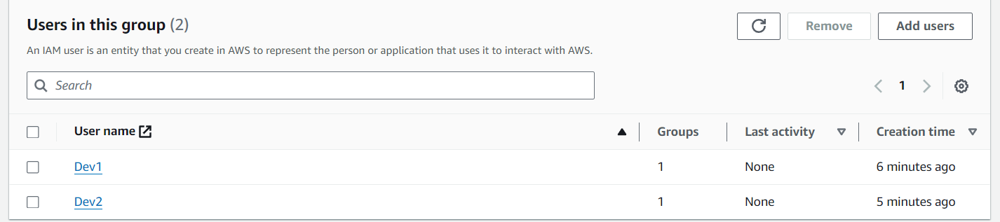 Users in this group (2)
Remove
Add users
An IAM user is an entity that you create in AWS to represent the person or application that uses it to interact with AWS.
Search
1
User name Groups Last activity Creation time
Dev1 1 None 6 minutes ago
Dev2 1 None 5 minutes ago